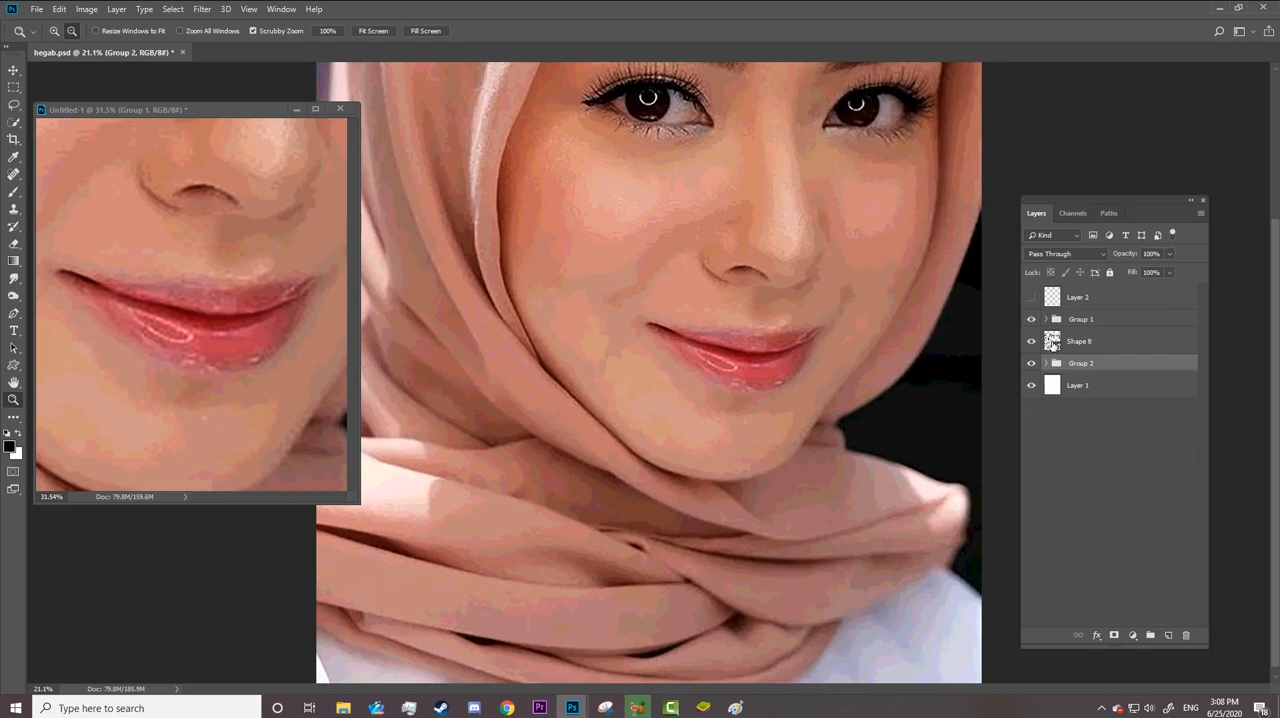 Ps File Edit Image Layer Type Select Filter 3D View Window Help
Resize Windows to Fit Zoom All Windows Scrubby Zoom 100% Fit Screen Fill Screen
hegab.psd @ 21.1% (Group 2, RGB/8#) *
Untitled-1 @ 31.5% (Group 1, RGB/8#) *
Layers Channels Paths
Kind
Pass Through Opacity: 100%
Lock: Fill: 100%
Layer 2
Group 1
Shape 8
Group 2
Layer 1
31.54% Doc: 79.8M/159.6M
21.1% Doc: 79.8M/185.9M
Type here to search
ENG
3:08 PM
6/25/2020
18